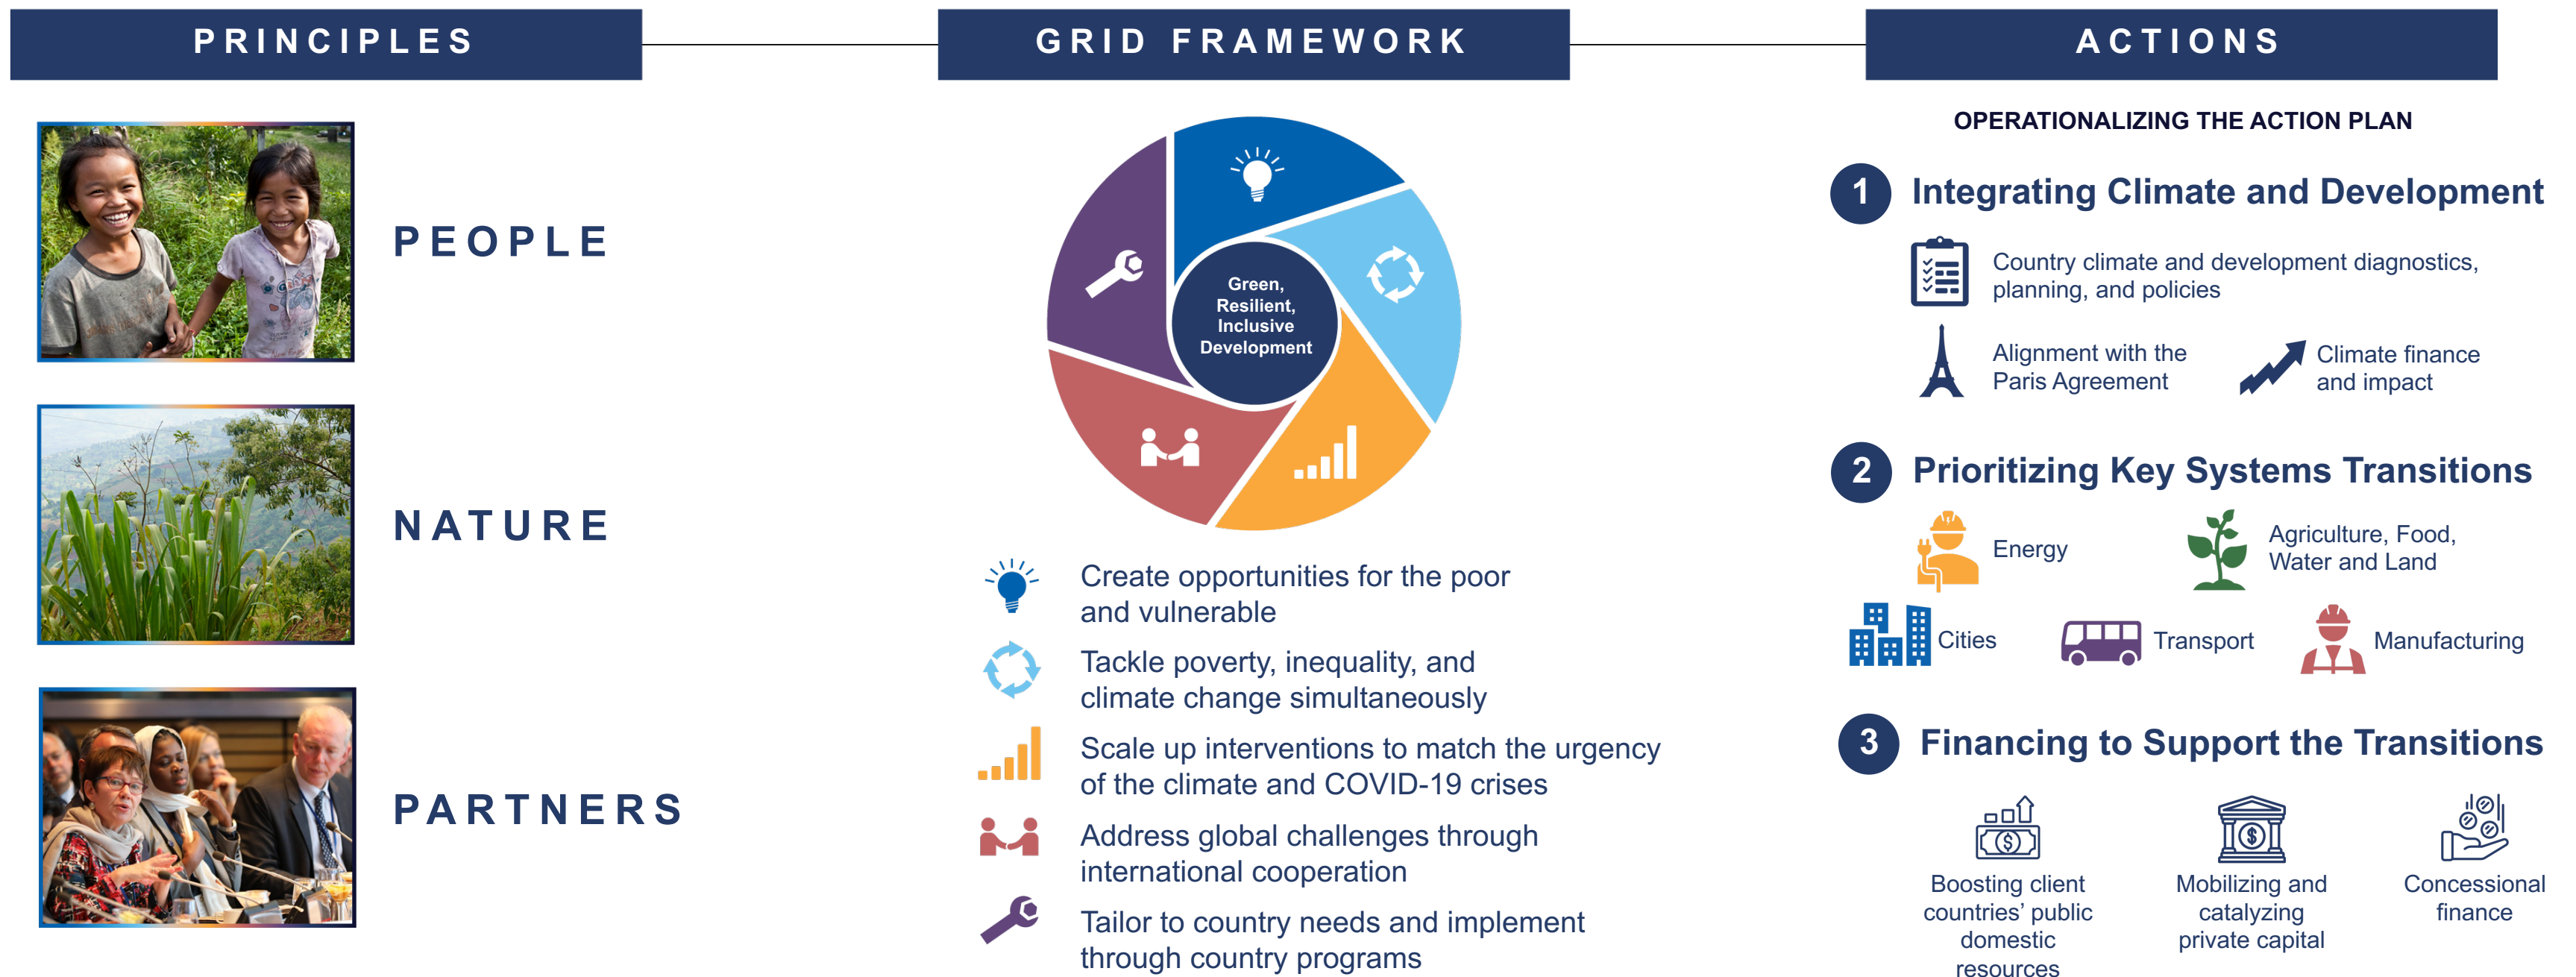 PRINCIPLES
PEOPLE
NATURE
PARTNERS
GRID FRAMEWORK
Green,
Resilient,
Inclusive
Development
Create opportunities for the poor
and vulnerable
Tackle poverty, inequality, and
climate change simultaneously
Scale up interventions to match the urgency
of the climate and COVID-19 crises
Address global challenges through
international cooperation
Tailor to country needs and implement
through country programs
ACTIONS
OPERATIONALIZING THE ACTION PLAN
1 Integrating Climate and Development
Country climate and development diagnostics,
planning, and policies
Alignment with the
Paris Agreement
Climate finance
and impact
2 Prioritizing Key Systems Transitions
Energy
Agriculture, Food,
Water and Land
Cities
Transport
Manufacturing
3 Financing to Support the Transitions
Boosting client
countries’ public
domestic
resources
Mobilizing and
catalyzing
private capital
Concessional
finance